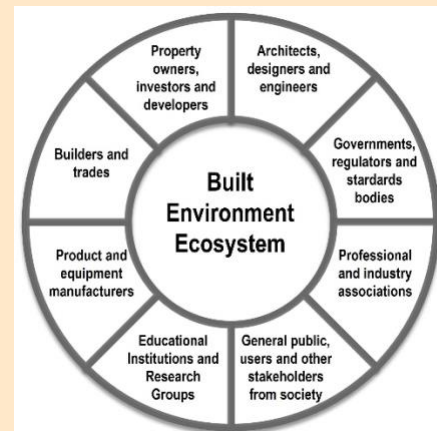 Property
owners,
investors and
developers
Architects,
designers and
engineers
Governments,
regulators and
stardards
bodies
Professional
and industry
associations
General public,
users and other
stakeholders
from society
Educational
Institutions and
Research
Groups
Product and
equipment
manufacturers
Builders and
trades
Built
Environment
Ecosystem